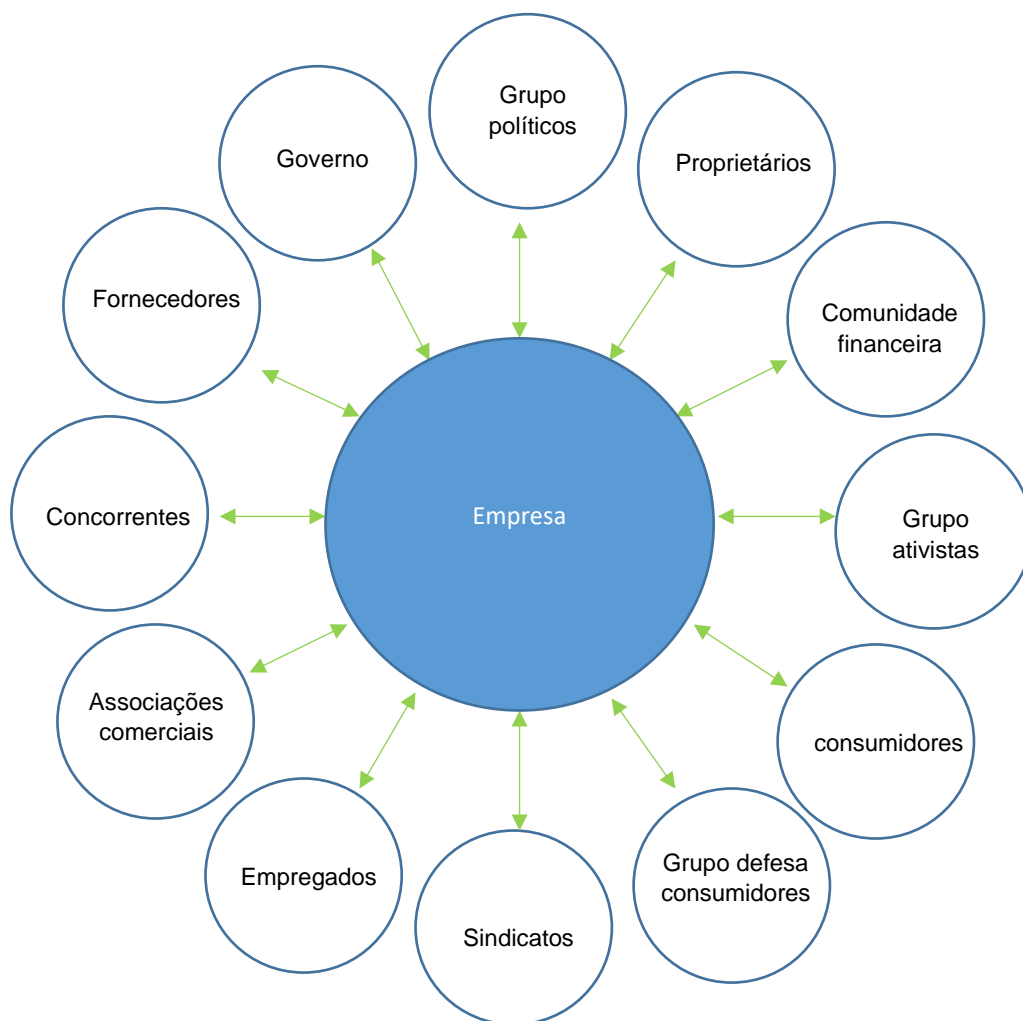 Grupo
políticos
Governo
Proprietários
Fornecedores
Comunidade
financeira
Concorrentes
Empresa
Grupo
ativistas
Associações
comerciais
consumidores
Empregados
Grupo defesa
consumidores
Sindicatos